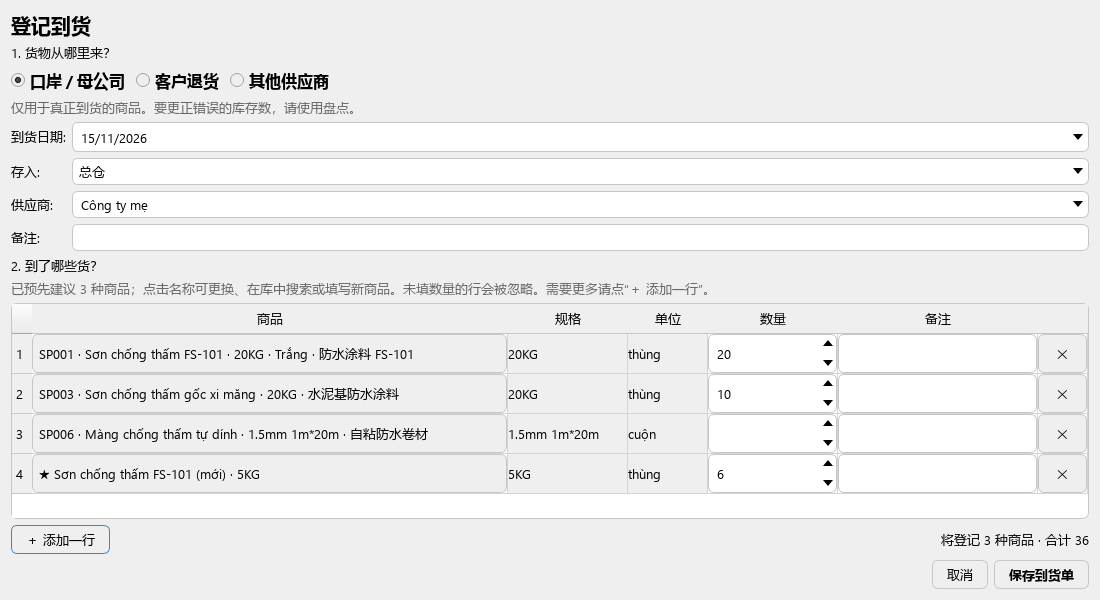 登记到货
1. 货物从哪里来?
口岸 / 母公司 客户退货 其他供应商
仅用于真正到货的商品。要更正错误的库存数，请使用盘点。
到货日期: 15/11/2026
存入: 总仓
供应商: Công ty mẹ
备注:
2. 到了哪些货?
已预先建议 3 种商品；点击名称可更换、在库中搜索或填写新商品。未填数量的行会被忽略。需要更多请点“＋ 添加一行”。
商品 规格 单位 数量 备注
1 SP001 · Sơn chống thấm FS-101 · 20KG · Trắng · 防水涂料 FS-101 20KG thùng 20 ×
2 SP003 · Sơn chống thấm gốc xi măng · 20KG · 水泥基防水涂料 20KG thùng 10 ×
3 SP006 · Màng chống thấm tự dính · 1.5mm 1m*20m · 自粘防水卷材 1.5mm 1m*20m cuộn ×
4 ★ Sơn chống thấm FS-101 (mới) · 5KG 5KG thùng 6 ×
＋ 添加一行 将登记 3 种商品 · 合计 36
取消 保存到货单